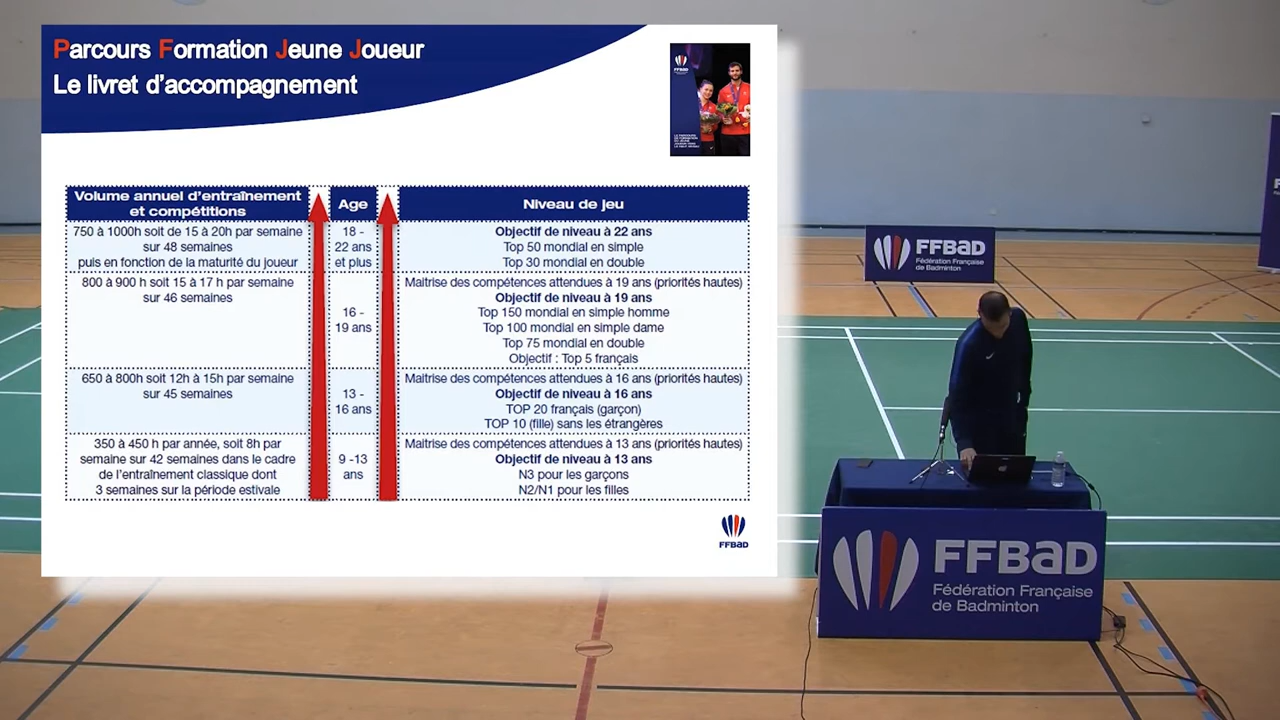 Parcours Formation Jeune Joueur
Le livret d'accompagnement
FFBaD
Volume annuel d'entraînement
et compétitions
Age
Niveau de jeu
750 à 1000h soit de 15 à 20h par semaine
sur 48 semaines
puis en fonction de la maturité du joueur
18 -
22 ans
et plus
Objectif de niveau à 22 ans
Top 50 mondial en simple
Top 30 mondial en double
800 à 900 h soit 15 à 17 h par semaine
sur 46 semaines
16 -
19 ans
Maitrise des compétences attendues à 19 ans (priorités hautes)
Objectif de niveau à 19 ans
Top 150 mondial en simple homme
Top 100 mondial en simple dame
Top 75 mondial en double
Objectif : Top 5 français
650 à 800h soit 12h à 15h par semaine
sur 45 semaines
13 -
16 ans
Maitrise des compétences attendues à 16 ans (priorités hautes)
Objectif de niveau à 16 ans
TOP 20 français (garçon)
TOP 10 (fille) sans les étrangères
350 à 450 h par année, soit 8h par
semaine sur 42 semaines dans le cadre
de l'entraînement classique dont
3 semaines sur la période estivale
9 -13
ans
Maitrise des compétences attendues à 13 ans (priorités hautes)
Objectif de niveau à 13 ans
N3 pour les garçons
N2/N1 pour les filles
FFBaD
FFBaD
Fédération Française
de Badminton
FFBaD
Fédération Française
de Badminton